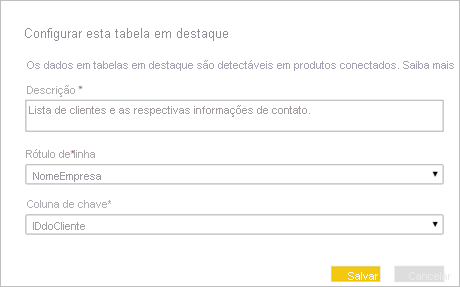 Configurar esta tabela em destaque
Os dados em tabelas em destaque são detectáveis em produtos conectados. Saiba mais
Descrição *
Lista de clientes e as respectivas informações de contato.
Rótulo de*linha
NomeEmpresa
Coluna de chave*
IDdoCliente
Salvar Cancelar